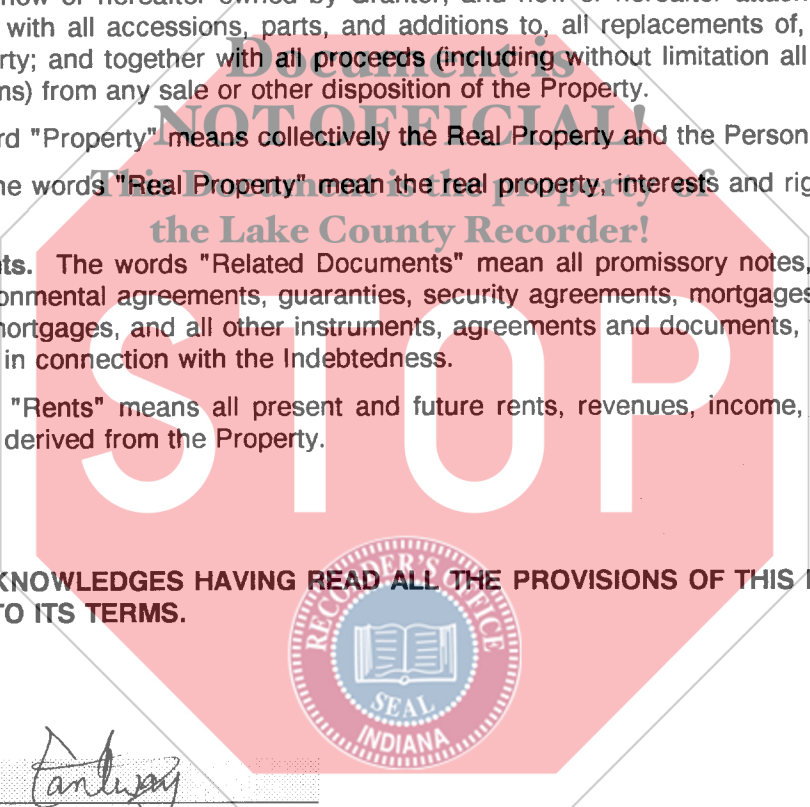 now or hereafter owned by Grantor, and now or hereafter attach
with all accessions, parts, and additions to, all replacements of,
rty; and together with all proceeds (including without limitation all
ms) from any sale or other disposition of the Property.
Document is
NOT OFFICIAL!
rd "Property" means collectively the Real Property and the Person
This Document is the property of
he words "Real Property" mean the real property, interests and rig
the Lake County Recorder!
ts. The words "Related Documents" mean all promissory notes,
onmental agreements, guaranties, security agreements, mortgages
mortgages, and all other instruments, agreements and documents,
in connection with the Indebtedness.
"Rents" means all present and future rents, revenues, income,
derived from the Property.
STOP
KNOWLEDGES HAVING READ ALL THE PROVISIONS OF THIS
TO ITS TERMS.
RECORDER'S OFFICE
SEAL
INDIANA